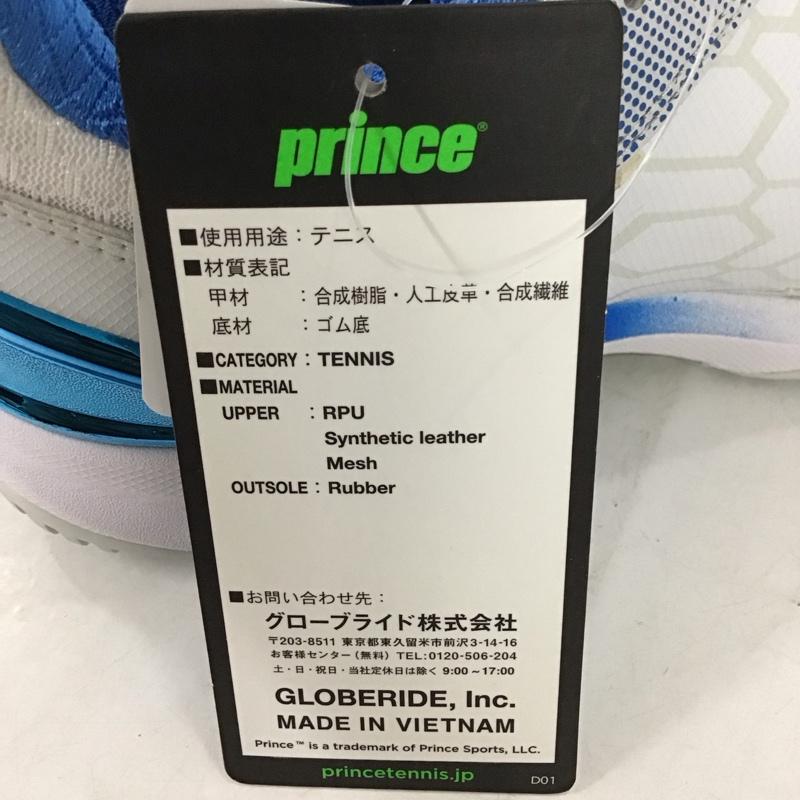 prince®
■使用用途：テニス
■材質表記
甲材　：合成樹脂・人工皮革・合成繊維
底材　：ゴム底
■CATEGORY：TENNIS
■MATERIAL
UPPER　：RPU
Synthetic leather
Mesh
OUTSOLE：Rubber
■お問い合わせ先：
グローブライド株式会社
〒203-8511 東京都東久留米市前沢3-14-16
お客様センター（無料）TEL:0120-506-204
土・日・祝日・当社定休日は除く 9:00～17:00
GLOBERIDE, Inc.
MADE IN VIETNAM
Prince™ is a trademark of Prince Sports, LLC.
princetennis.jp
D01